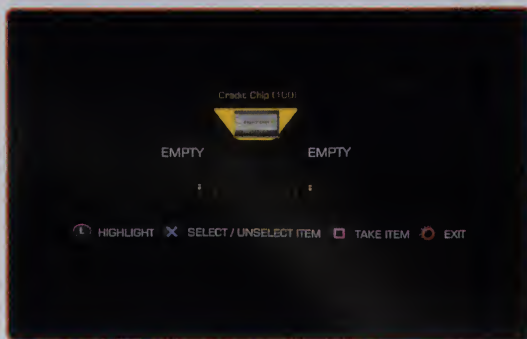 Credit Chip (100)
EMPTY EMPTY
L HIGHLIGHT X SELECT / UNSELECT ITEM TAKE ITEM EXIT